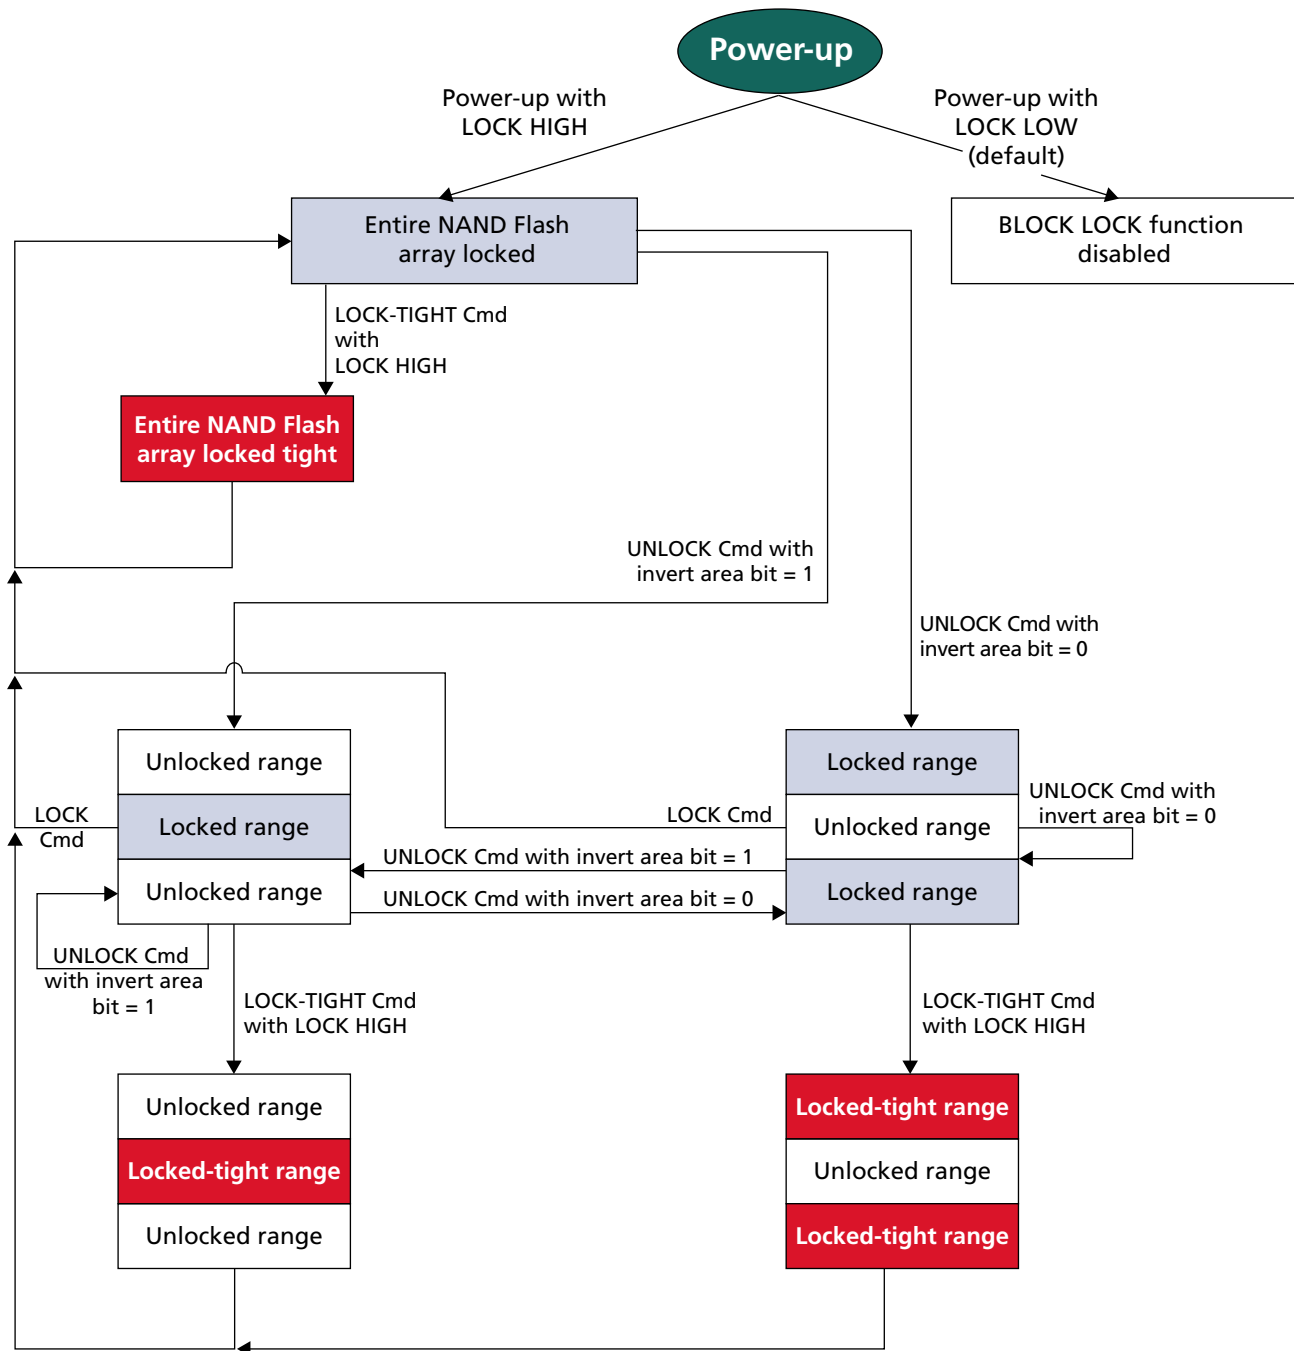 Power-up
Power-up with
LOCK HIGH
Power-up with
LOCK LOW
(default)
Entire NAND Flash
array locked
BLOCK LOCK function
disabled
LOCK-TIGHT Cmd
with
LOCK HIGH
Entire NAND Flash
array locked tight
UNLOCK Cmd with
invert area bit = 1
UNLOCK Cmd with
invert area bit = 0
Unlocked range
Locked range
Unlocked range
LOCK
Cmd
LOCK Cmd
Locked range
Unlocked range
Locked range
UNLOCK Cmd with
invert area bit = 0
UNLOCK Cmd with invert area bit = 1
UNLOCK Cmd with invert area bit = 0
UNLOCK Cmd
with invert area
bit = 1
LOCK-TIGHT Cmd
with LOCK HIGH
LOCK-TIGHT Cmd
with LOCK HIGH
Unlocked range
Locked-tight range
Unlocked range
Locked-tight range
Unlocked range
Locked-tight range